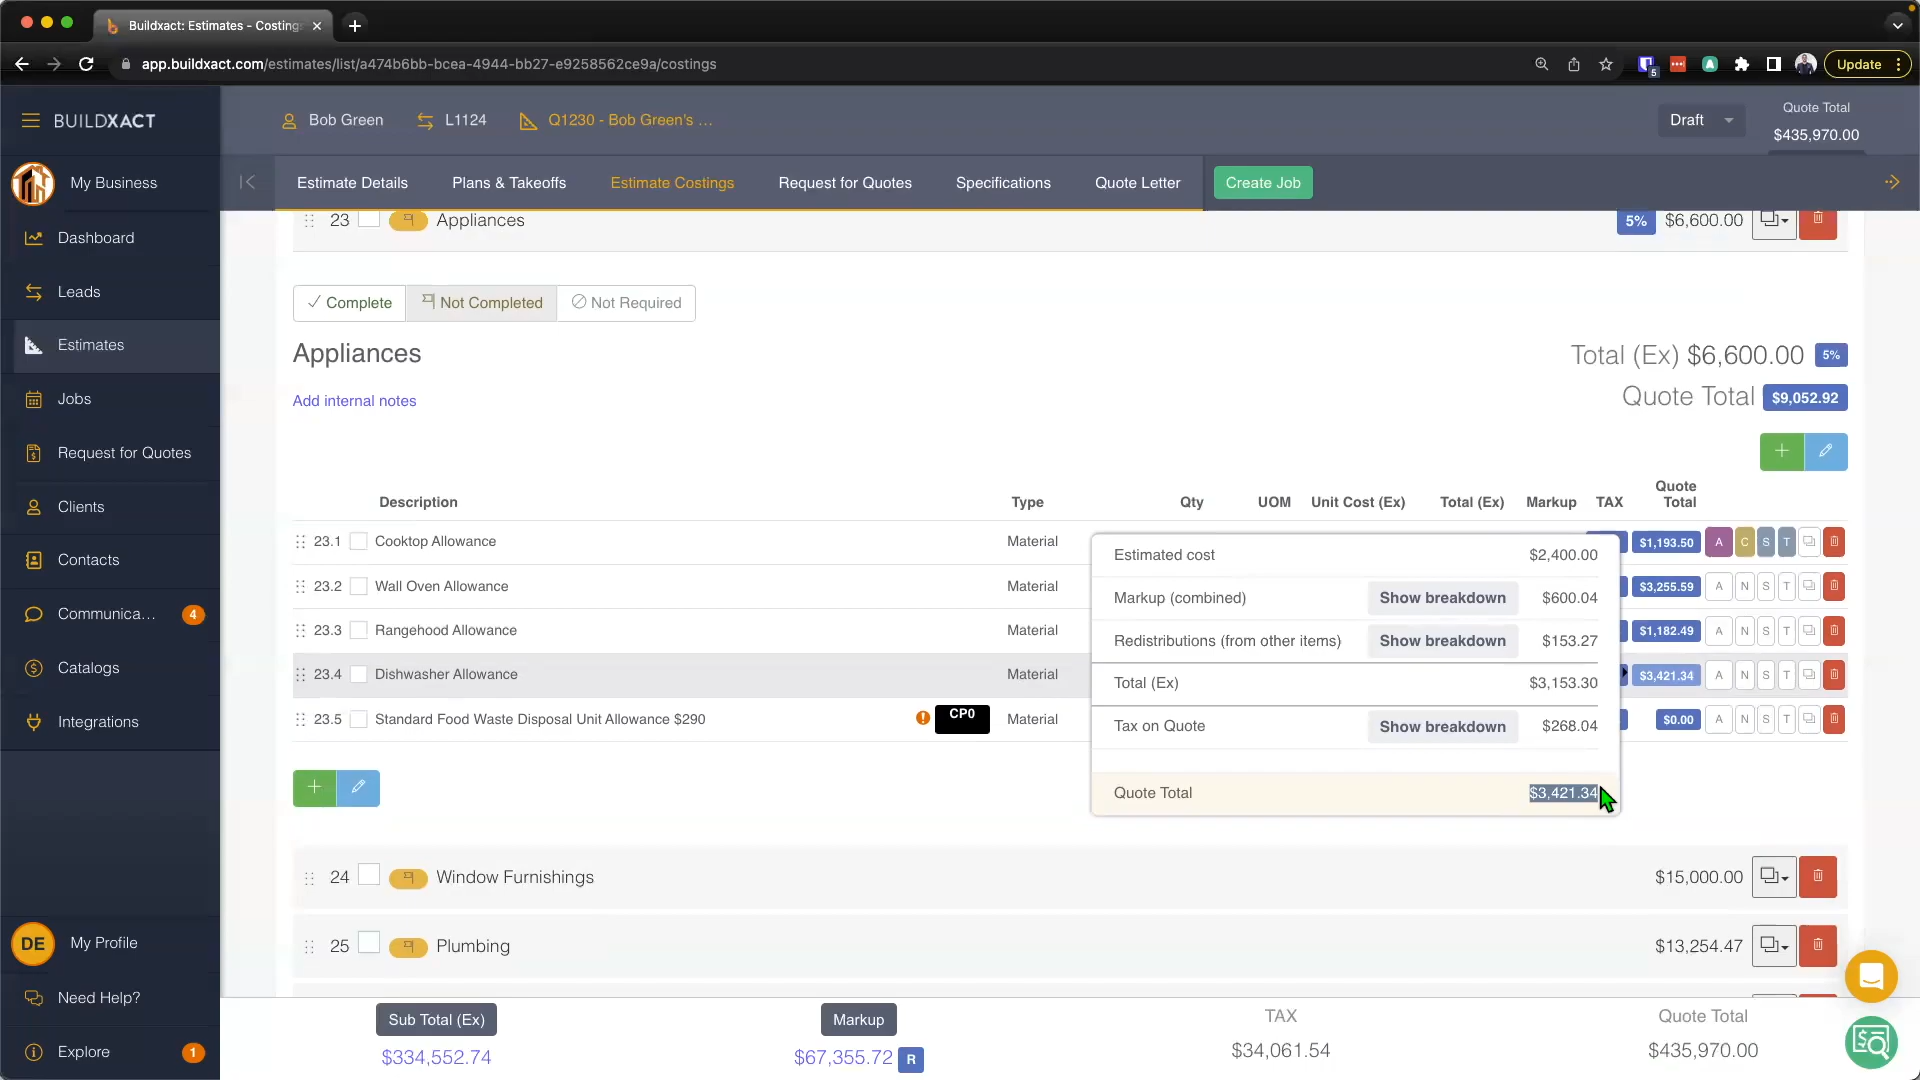 Buildxact: Estimates - Costing
app.buildxact.com/estimates/list/a474b6bb-bcea-4944-bb27-e9258562ce9a/costings
5
Update
BUILDXACT
Bob Green
L1124
Q1230 - Bob Green's ...
Draft
Quote Total
$435,970.00
My Business
Estimate Details
Plans & Takeoffs
Estimate Costings
Request for Quotes
Specifications
Quote Letter
Create Job
Dashboard
Leads
Estimates
Jobs
Request for Quotes
Clients
Contacts
Communica...
4
Catalogs
Integrations
DE
My Profile
Need Help?
Explore
1
23
Appliances
5%
$6,600.00
Complete
Not Completed
Not Required
Appliances
Total (Ex) $6,600.00
5%
Add internal notes
Quote Total
$9,052.92
Description
Type
Qty
UOM
Unit Cost (Ex)
Total (Ex)
Markup
TAX
Quote Total
23.1
Cooktop Allowance
Material
$1,193.50
A
C
S
T
23.2
Wall Oven Allowance
Material
$3,255.59
A
N
S
T
23.3
Rangehood Allowance
Material
$1,182.49
A
N
S
T
23.4
Dishwasher Allowance
Material
$3,421.34
A
N
S
T
23.5
Standard Food Waste Disposal Unit Allowance $290
CP0
Material
$0.00
A
N
S
T
Estimated cost
$2,400.00
Markup (combined)
Show breakdown
$600.04
Redistributions (from other items)
Show breakdown
$153.27
Total (Ex)
$3,153.30
Tax on Quote
Show breakdown
$268.04
Quote Total
$3,421.34
24
Window Furnishings
$15,000.00
25
Plumbing
$13,254.47
Sub Total (Ex)
$334,552.74
Markup
$67,355.72
R
TAX
$34,061.54
Quote Total
$435,970.00